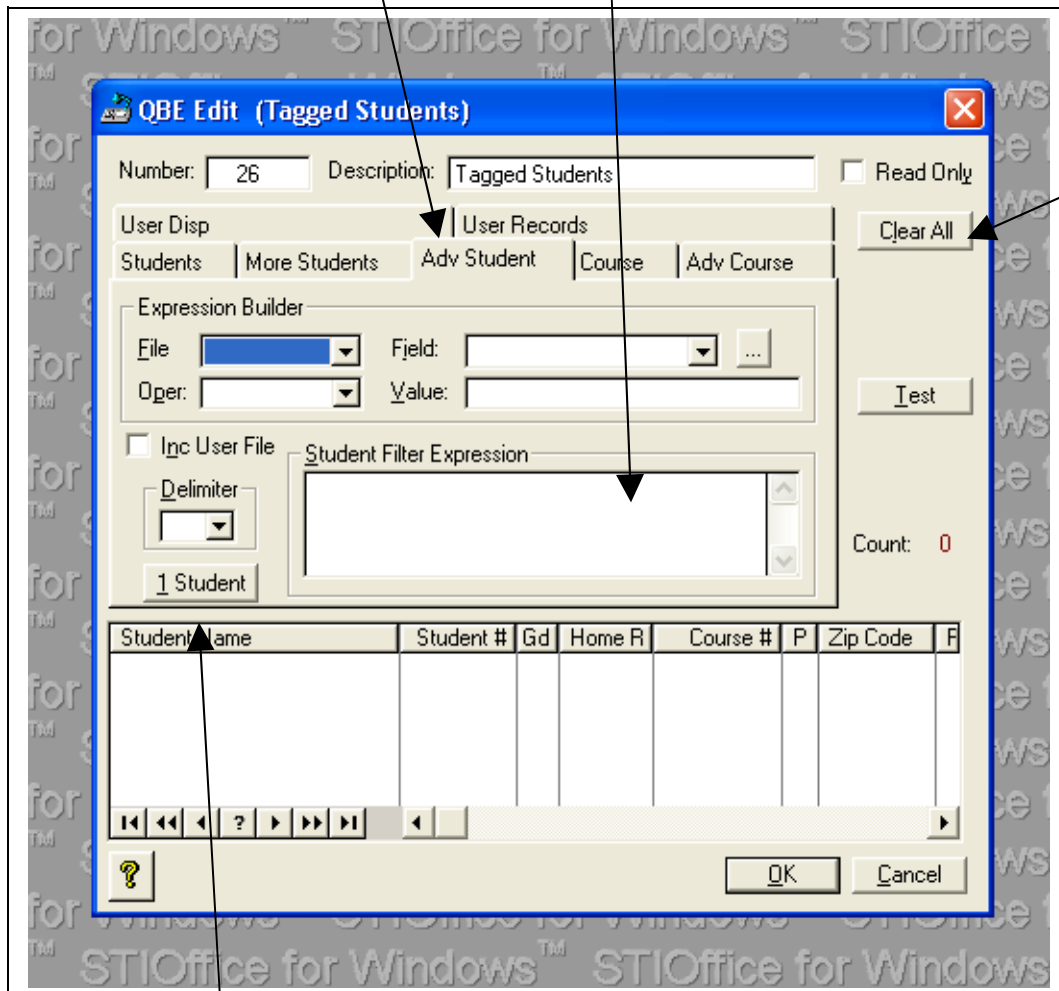 for Windows™ STIOffice for Windows™ STIOffice
QBE Edit (Tagged Students)
Number: 26 Description: Tagged Students Read Only
User Disp User Records Clear All
Students More Students Adv Student Course Adv Course
Expression Builder
File Field: ...
Oper: Value: Test
Inc User File Student Filter Expression
Delimiter
Count: 0
1 Student
Student Name Student # Gd Home R Course # P Zip Code
? 
OK Cancel
STIOffice for Windows™ STIOffice for Windows